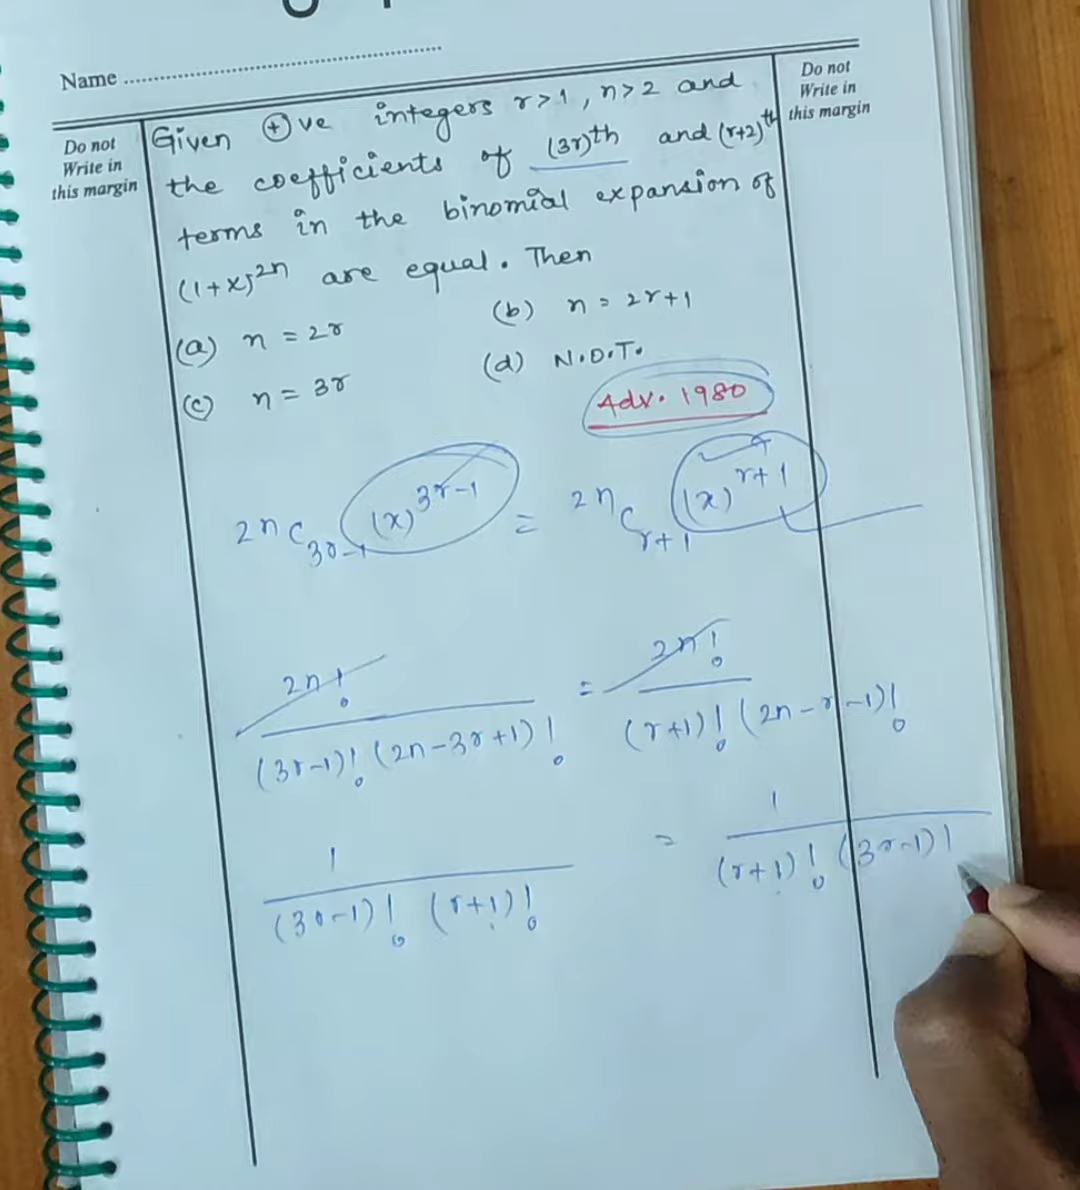 Name
Do not
Write in
this margin
Do not
Write in
this margin
Given ⊕ve integers r>1, n>2 and
the coefficients of (3r)th and (r+2)th
terms in the binomial expansion of
(1+x)^2n are equal. Then
(a) n = 2r (b) n = 2r+1
(c) n = 3r (d) N.O.T.
Adv. 1980
2nC3r-1 (x)^3r-1 = 2nCr+1 (x)^r+1
2n! / (3r-1)! (2n-3r+1)! = 2n! / (r+1)! (2n-r-1)!
1 / (3r-1)! (r+1)! = 1 / (r+1)! (3r-1)!